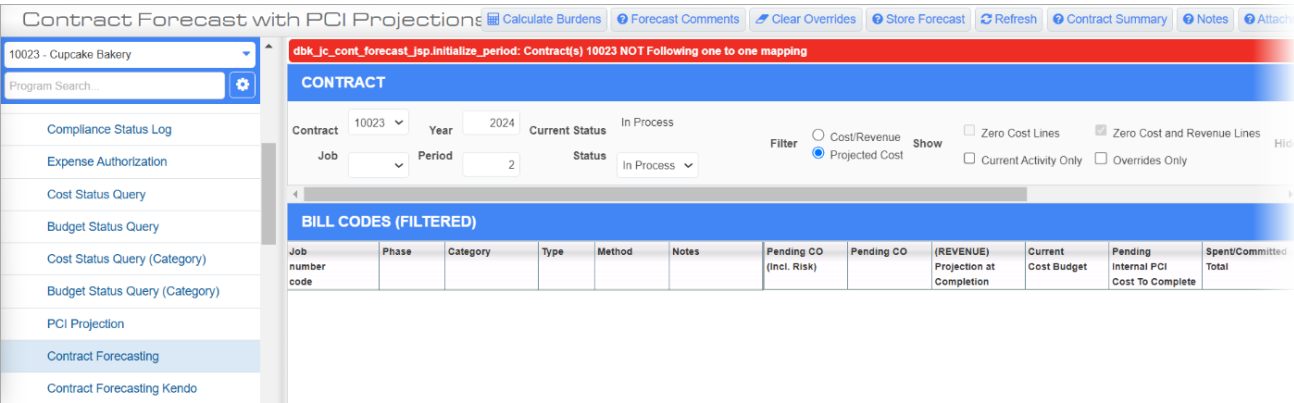 Contract Forecast with PCI Projections Calculate Burdens Forecast Comments Clear Overrides Store Forecast Refresh Contract Summary Notes
10023 - Cupcake Bakery
Program Search...
Compliance Status Log
Expense Authorization
Cost Status Query
Budget Status Query
Cost Status Query (Category)
Budget Status Query (Category)
PCI Projection
Contract Forecasting
Contract Forecasting Kendo
dbk_jc_cont_forecast_jsp.initialize_period: Contract(s) 10023 NOT Following one to one mapping
CONTRACT
Contract 10023 Year 2024 Current Status In Process
Job Period 2 Status In Process
Filter Cost/Revenue
Projected Cost
Show Zero Cost Lines Zero Cost and Revenue Lines
Current Activity Only Overrides Only
BILL CODES (FILTERED)
Job number code
Phase
Category
Type
Method
Notes
Pending CO (Incl. Risk)
Pending CO
(REVENUE) Projection at Completion
Current Cost Budget
Pending Internal PCI Cost To Complete
Spent/Committed Total